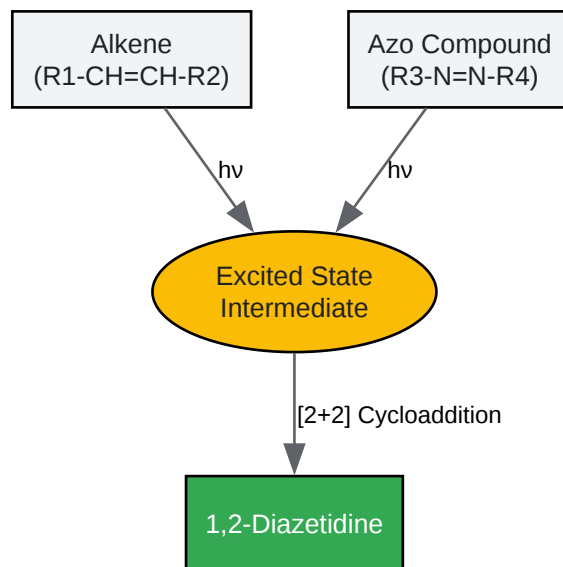 Alkene
(R1-CH=CH-R2)
Azo Compound
(R3-N=N-R4)
hν
hν
Excited State
Intermediate
[2+2] Cycloaddition
1,2-Diazetidine